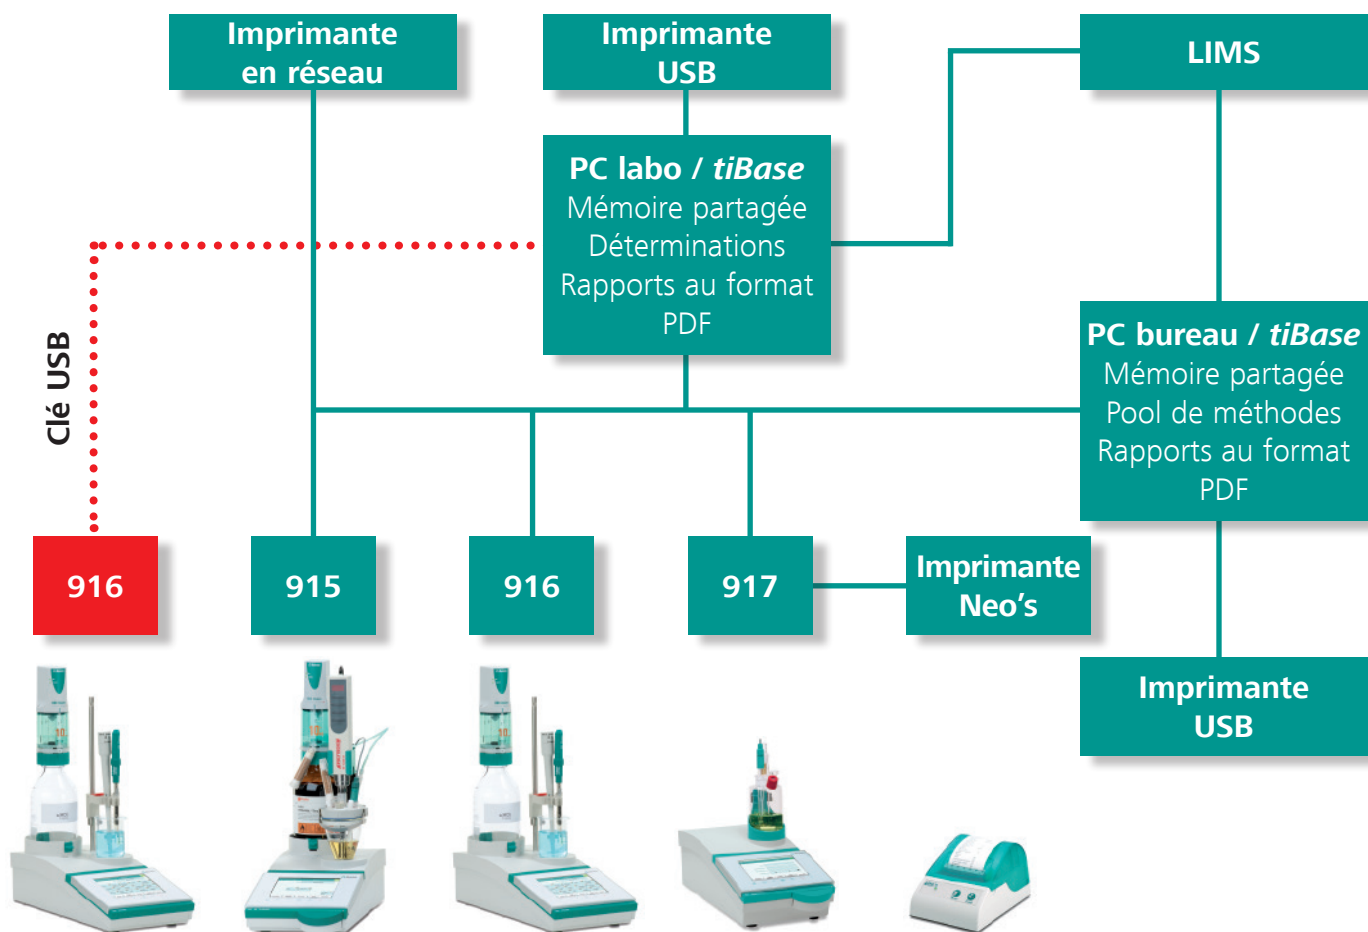 Imprimante
en réseau
Imprimante
USB
LIMS
PC labo / tiBase
Mémoire partagée
Déterminations
Rapports au format
PDF
PC bureau / tiBase
Mémoire partagée
Pool de méthodes
Rapports au format
PDF
Clé USB
916
915
916
917
Imprimante
Neo’s
Imprimante
USB